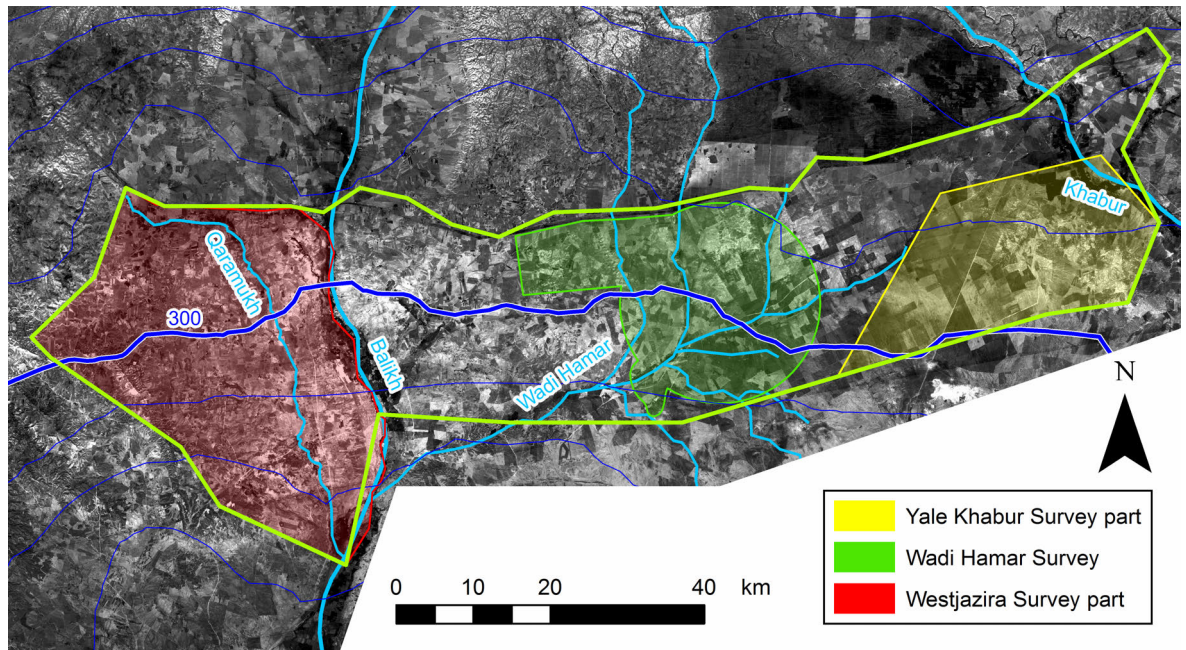 Khabur
Qaramukh
300
Balikh
Wadi Hamar
N
Yale Khabur Survey part
Wadi Hamar Survey
Westjazira Survey part
0 10 20 40 km